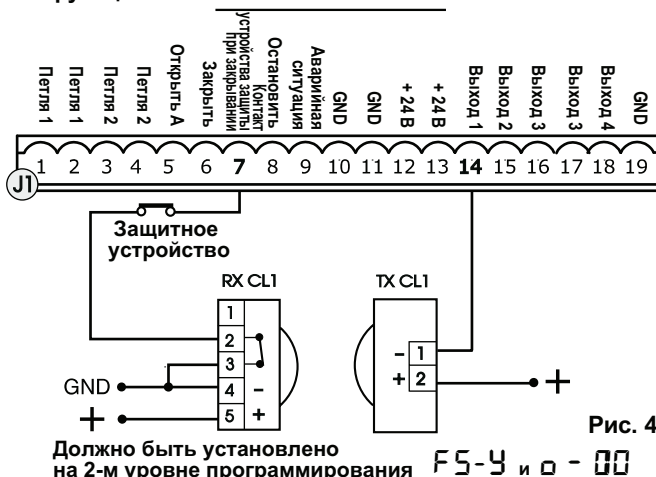 Петля 1
Петля 1
Петля 2
Петля 2
Открыть А
Закрыть
Контакт
устройства защиты
при закрывании
Остановить
Аварийная
ситуация
GND
GND
+ 24 В
+ 24 В
Выход 1
Выход 2
Выход 3
Выход 3
Выход 4
GND
1 2 3 4 5 6 7 8 9 10 11 12 13 14 15 16 17 18 19
J1
Защитное
устройство
RX CL1
TX CL1
1
2
3
4 -
5 +
GND
+
- 1
+ 2
+
Рис. 4
Должно быть установлено
на 2-м уровне программирования FS-Y и o - 00